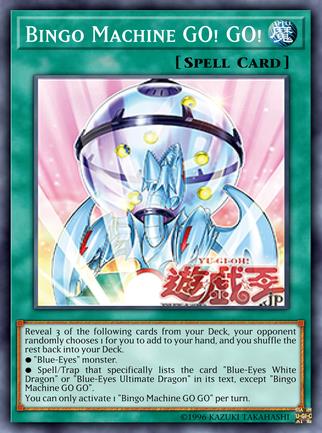 Bingo Machine GO! GO!
[Spell Card]
YU-GI-OH!
遊戯王
.JP
Reveal 3 of the following cards from your Deck, your opponent
randomly chooses 1 for you to add to your hand, and you shuffle the
rest back into your Deck.
● "Blue-Eyes" monster.
● Spell/Trap that specifically lists the card "Blue-Eyes White
Dragon" or "Blue-Eyes Ultimate Dragon" in its text, except "Bingo
Machine GO GO".
You can only activate 1 "Bingo Machine GO GO" per turn.
©1996 KAZUKI TAKAHASHI